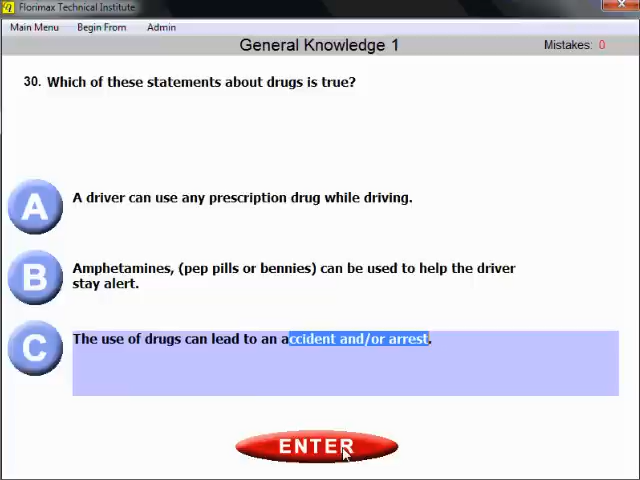 Florimax Technical Institute
Main Menu Begin From Admin
General Knowledge 1 Mistakes: 0
30. Which of these statements about drugs is true?
A
A driver can use any prescription drug while driving.
B
Amphetamines, (pep pills or bennies) can be used to help the driver
stay alert.
C
The use of drugs can lead to an accident and/or arrest.
ENTER